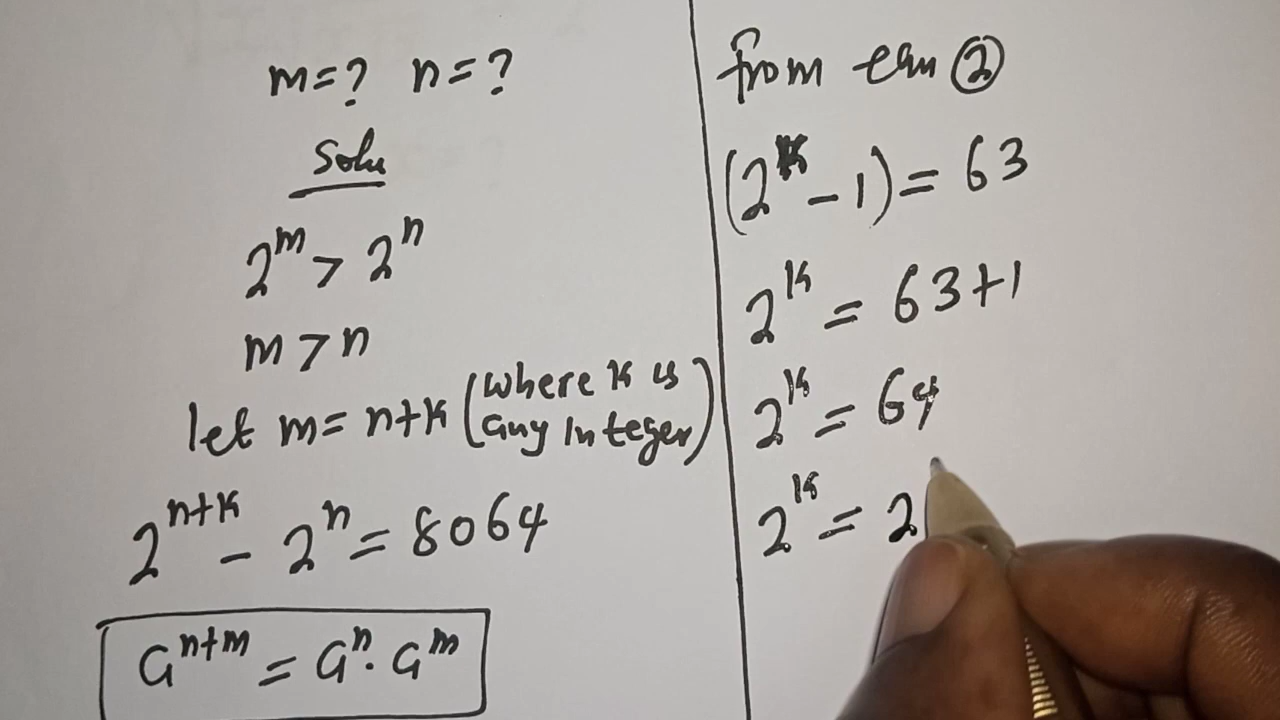 m=? n=?
Soln
2^m > 2^n
m>n
let m= n+k (where k is any Integer)
2^{n+k} - 2^n = 8064
a^{n+m} = a^n · a^m
from eqn ②
(2^k - 1) = 63
2^k = 63+1
2^k = 64
2^k = 2